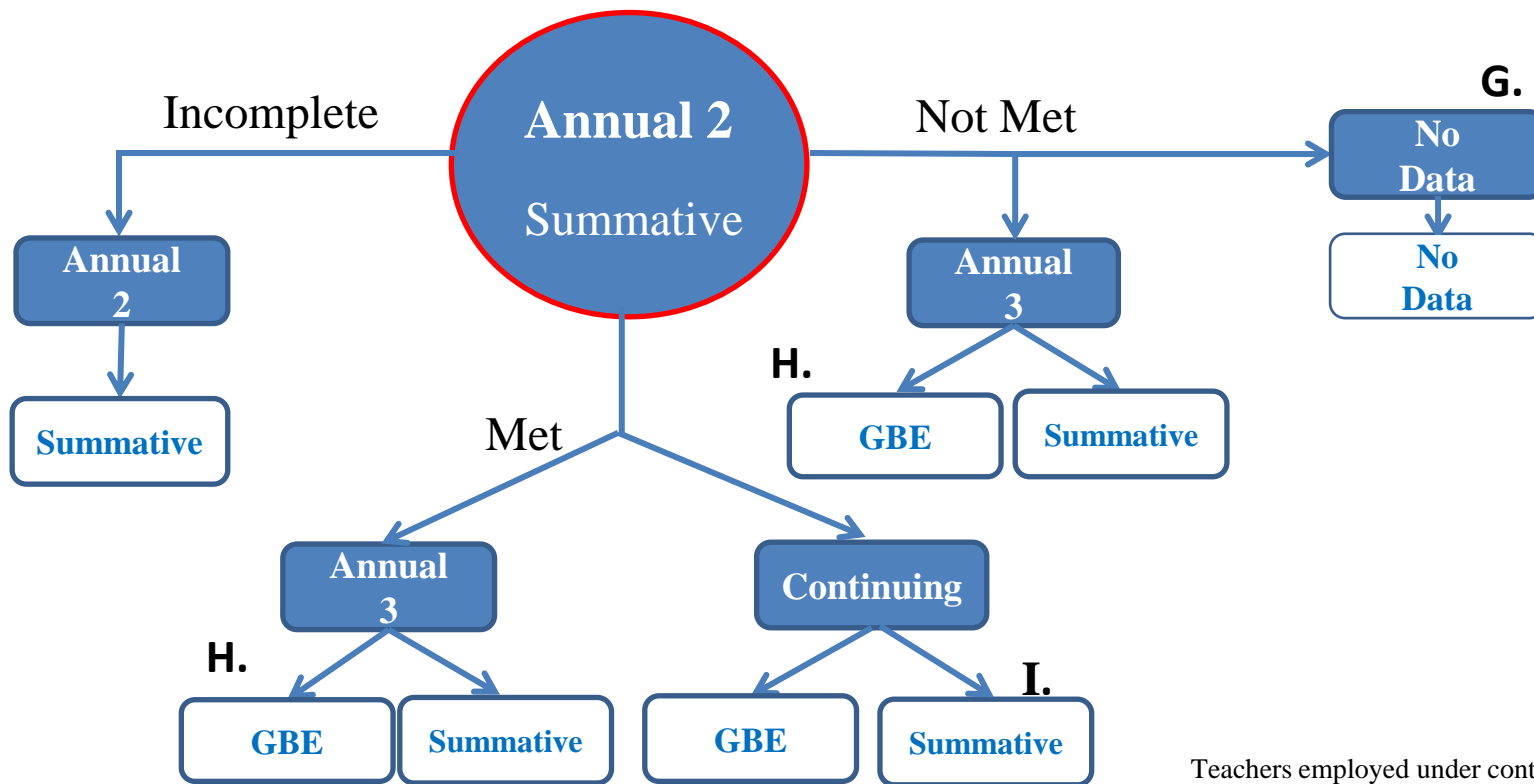 G.
Incomplete
Annual 2
Summative
Not Met
No
Data
Annual
2
Annual
3
No
Data
H.
Summative
GBE
Summative
Met
Annual
3
Continuing
H.
I.
GBE
Summative
GBE
Summative
Teachers employed under cont